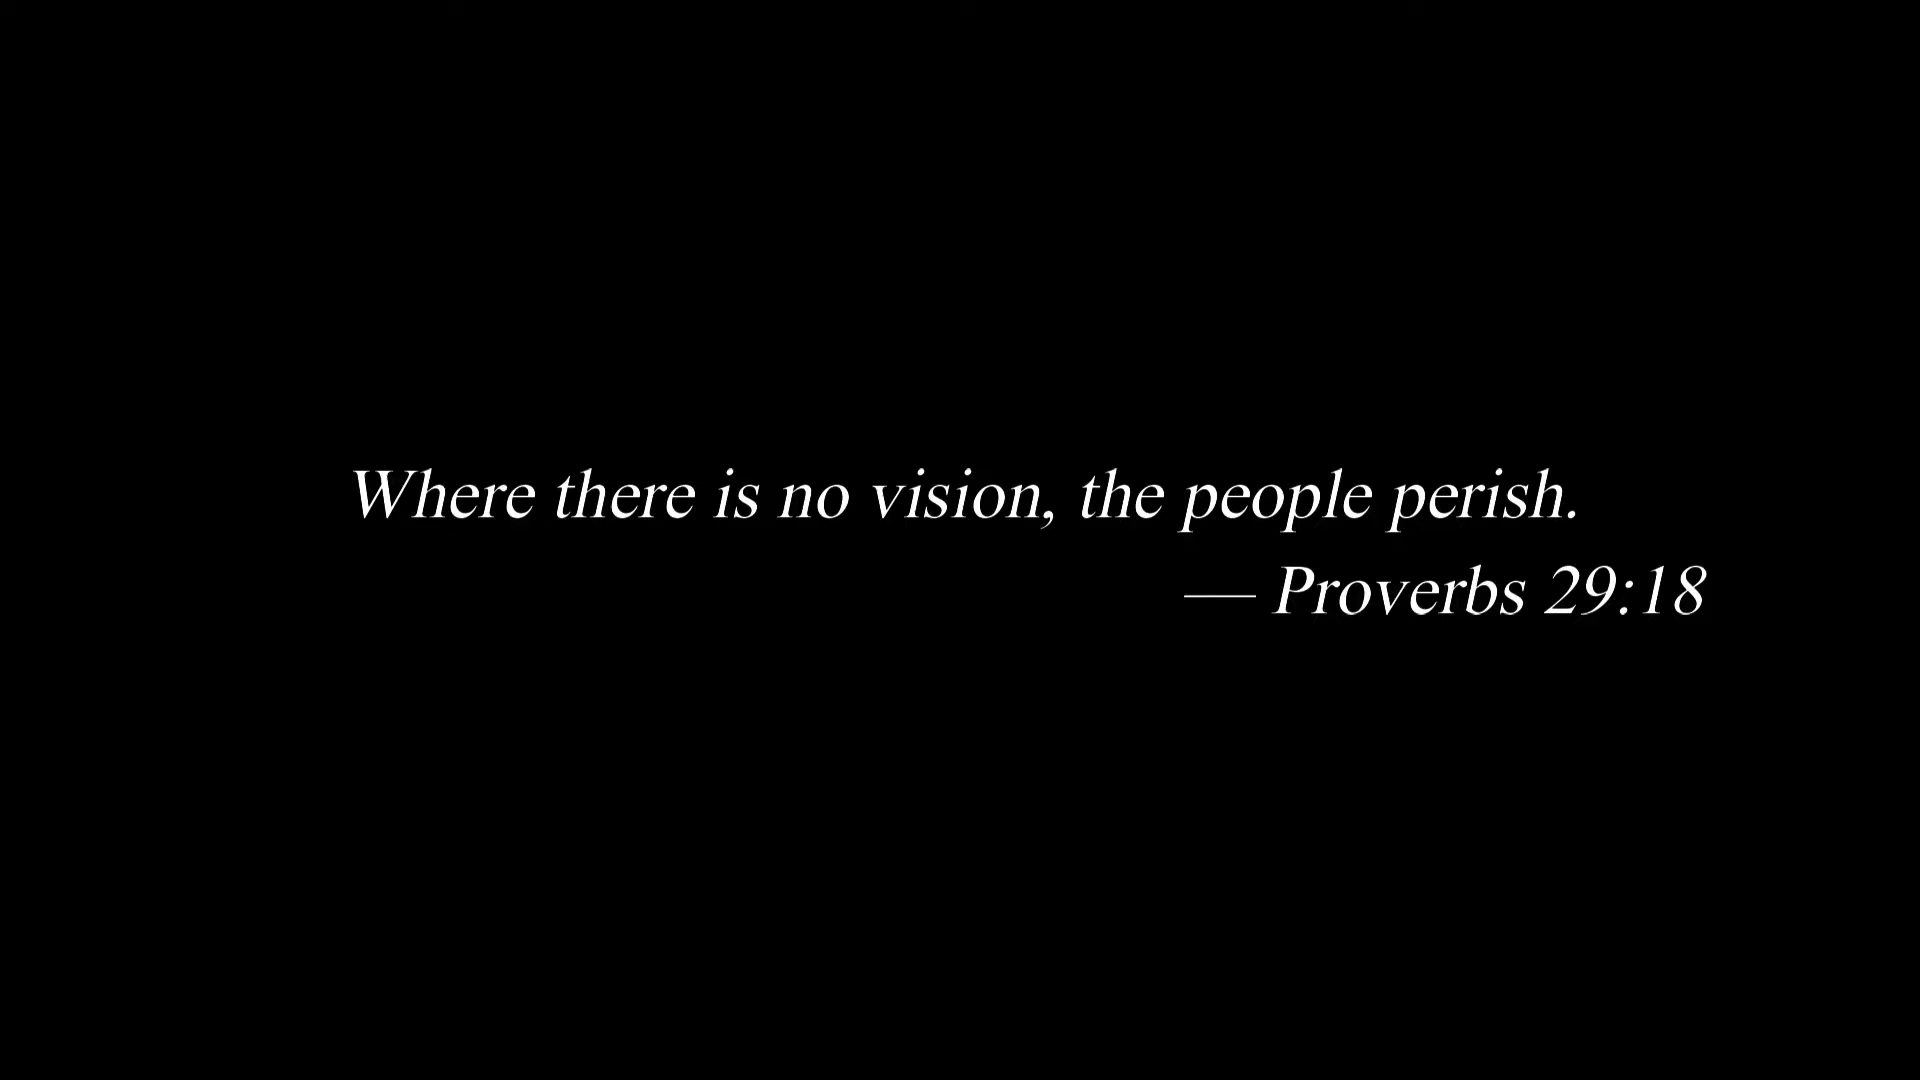 Where there is no vision, the people perish.
— Proverbs 29:18